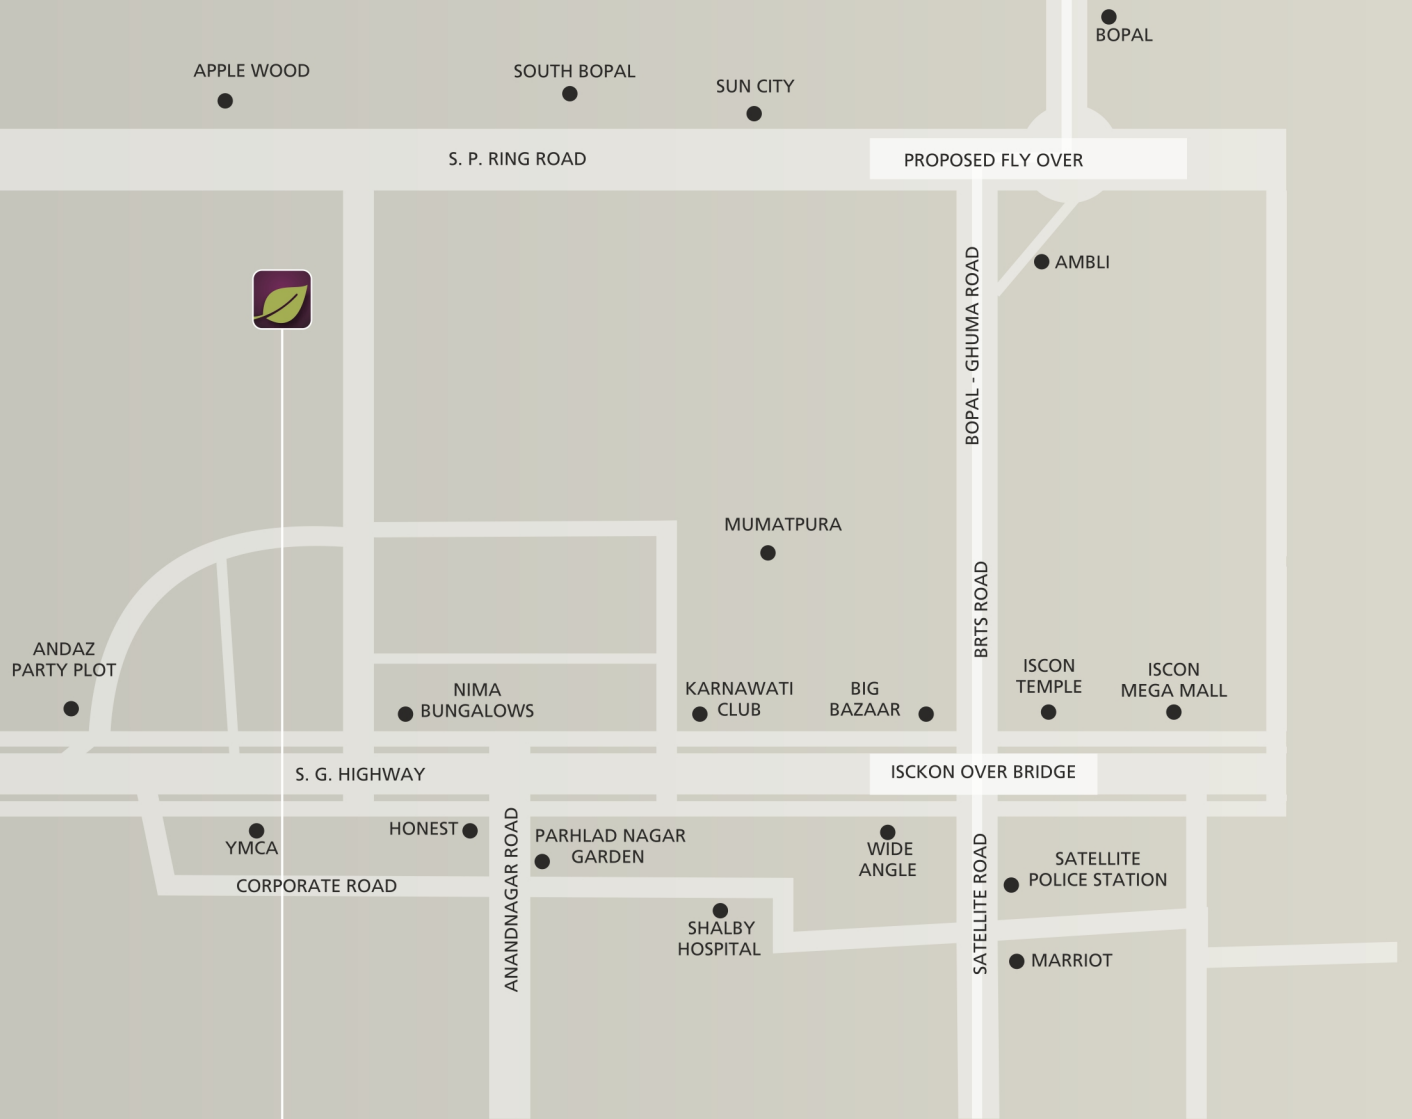 BOPAL
APPLE WOOD
SOUTH BOPAL
SUN CITY
S. P. RING ROAD
PROPOSED FLY OVER
AMBLI
BOPAL - GHUMA ROAD
MUMATPURA
BRTS ROAD
ANDAZ
PARTY PLOT
NIMA
BUNGALOWS
KARNAWATI
CLUB
BIG
BAZAAR
ISCON
TEMPLE
ISCON
MEGA MALL
S. G. HIGHWAY
ISCKON OVER BRIDGE
YMCA
HONEST
ANANDNAGAR ROAD
PARHLAD NAGAR
GARDEN
WIDE
ANGLE
SATELLITE ROAD
SATELLITE
POLICE STATION
CORPORATE ROAD
SHALBY
HOSPITAL
MARRIOT